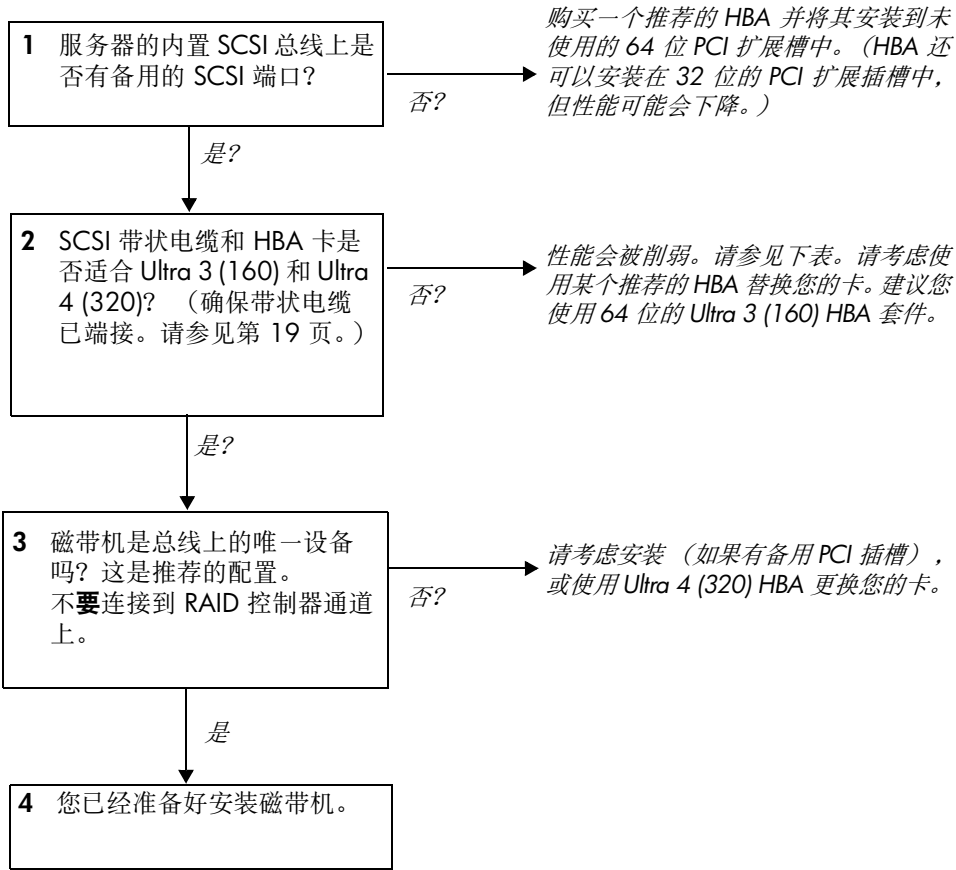 1 服务器的内置 SCSI 总线上是
否有备用的 SCSI 端口？
否？
购买一个推荐的 HBA 并将其安装到未
使用的 64 位 PCI 扩展槽中。（HBA 还
可以安装在 32 位的 PCI 扩展插槽中，
但性能可能会下降。）
是？
2 SCSI 带状电缆和 HBA 卡是
否适合 Ultra 3 (160) 和 Ultra
4 (320)？ （确保带状电缆
已端接。请参见第 19 页。）
否？
性能会被削弱。请参见下表。请考虑使
用某个推荐的 HBA 替换您的卡。建议您
使用 64 位的 Ultra 3 (160) HBA 套件。
是？
3 磁带机是总线上的唯一设备
吗？这是推荐的配置。
不要连接到 RAID 控制器通道
上。
否？
请考虑安装 （如果有备用 PCI 插槽），
或使用 Ultra 4 (320) HBA 更换您的卡。
是
4 您已经准备好安装磁带机。